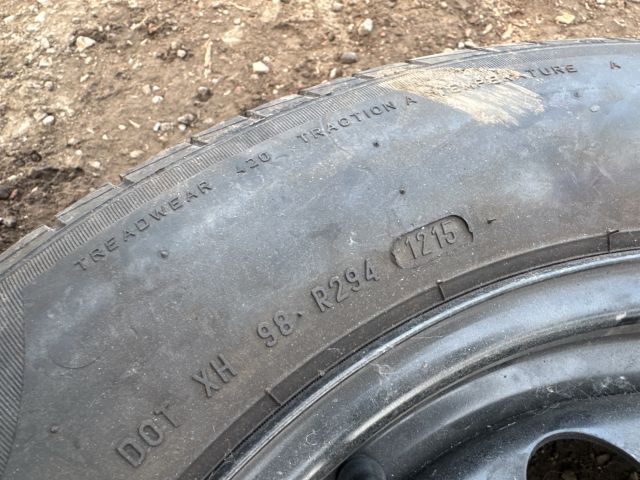 TREADWEAR 420 TRACTION A TEMPERATURE A
DOT XH 98 R294 1215